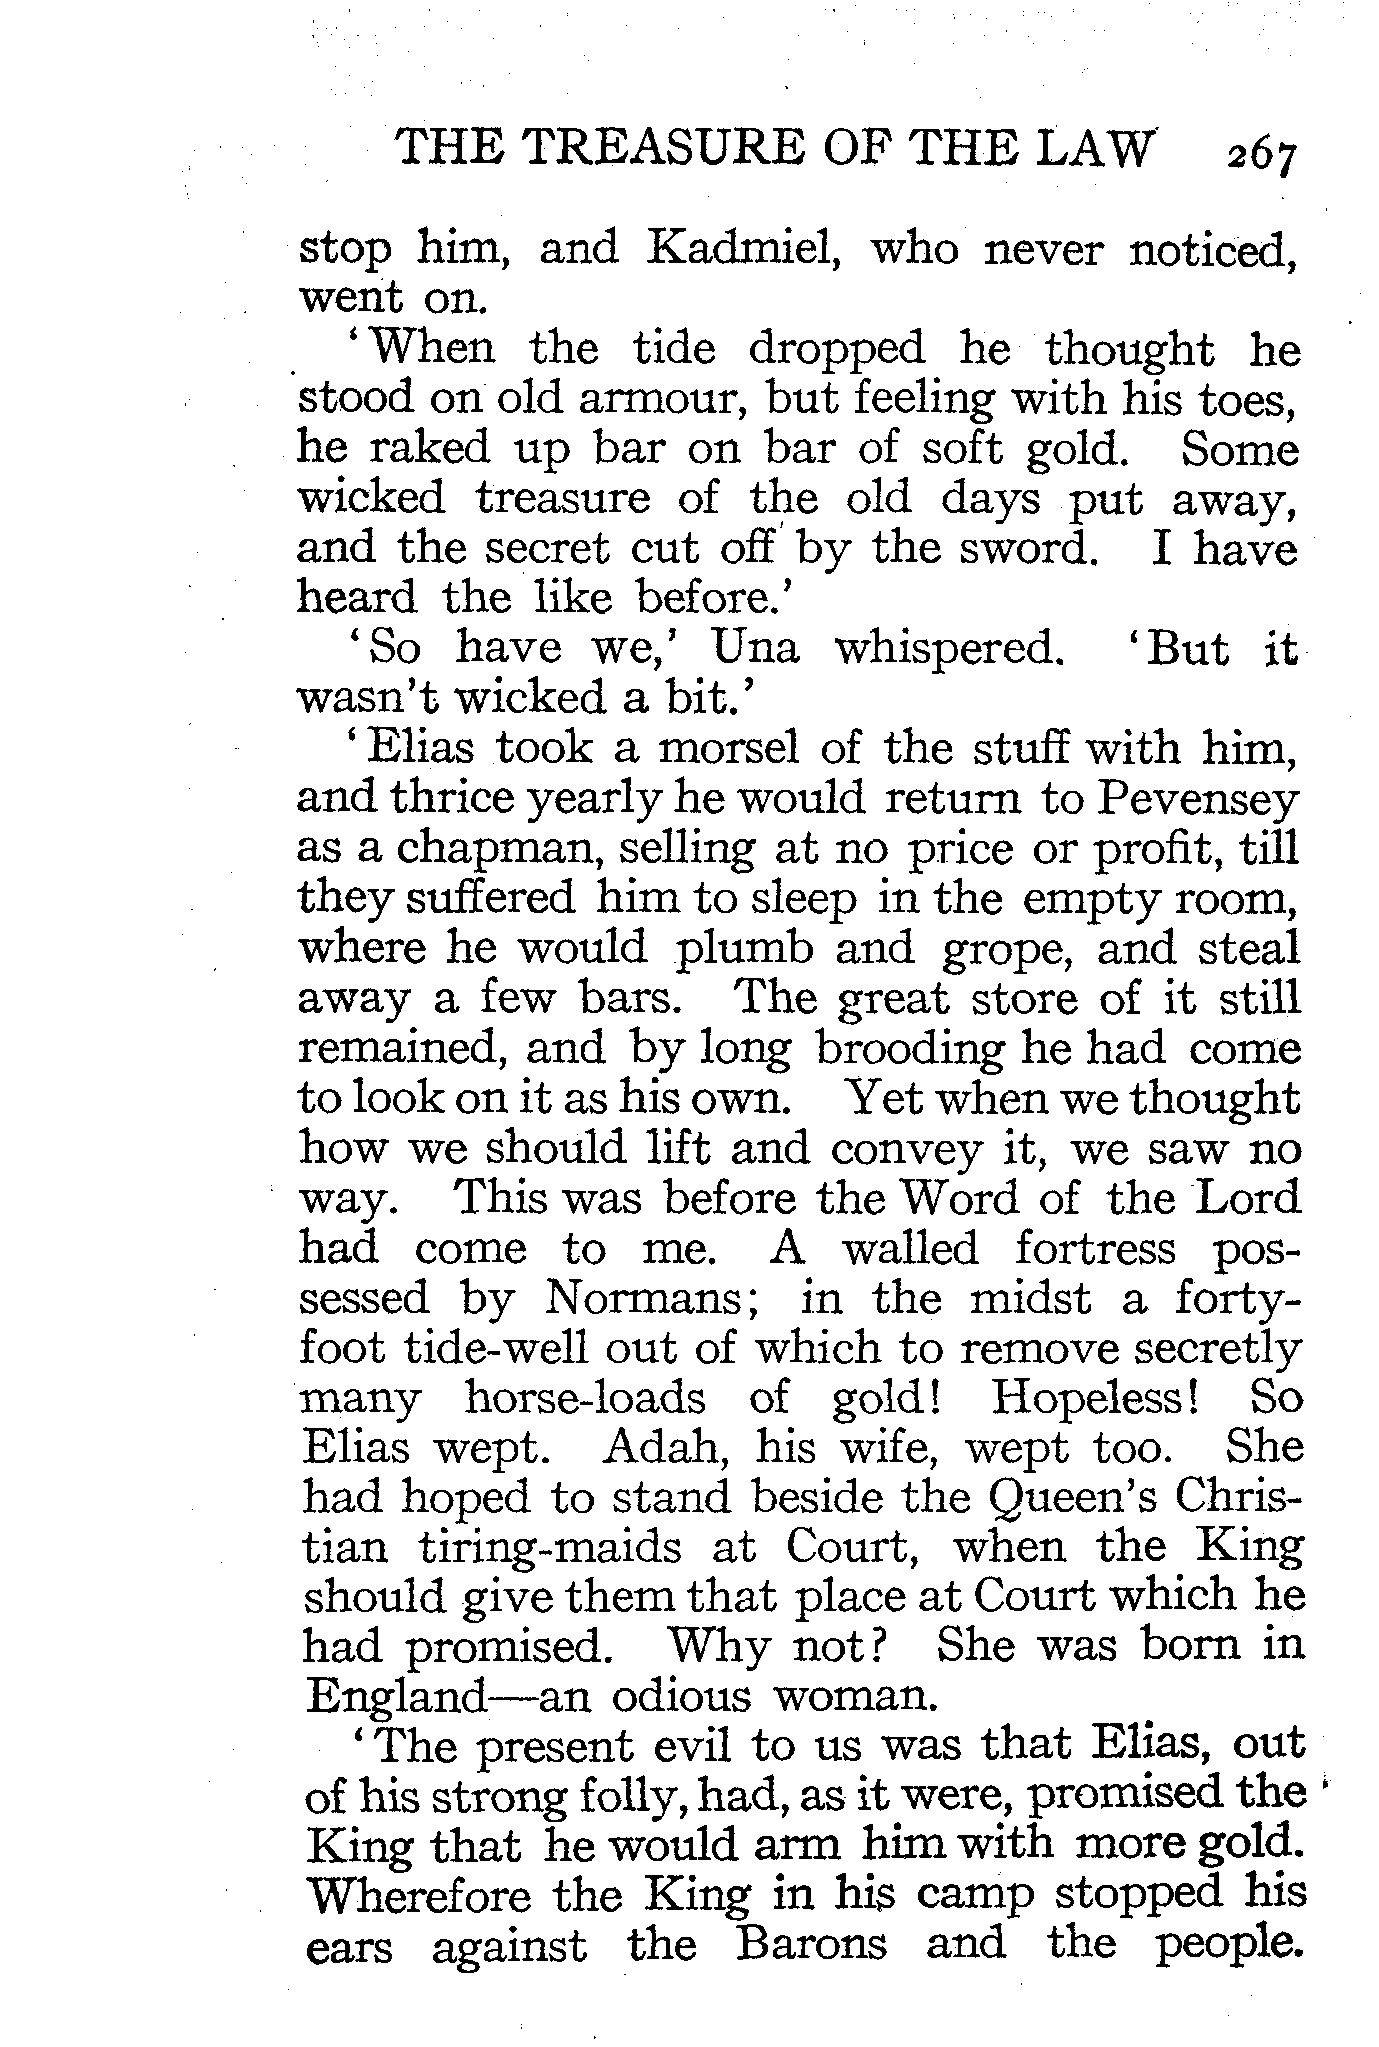 THE TREASURE OF THE LAW 267
stop him, and Kadmiel, who never noticed,
went on.
‘When the tide dropped he thought he
stood on old armour, but feeling with his toes,
he raked up bar on bar of soft gold. Some
wicked treasure of the old days put away,
and the secret cut off by the sword. I have
heard the like before.’
‘So have we,’ Una whispered. ‘But it
wasn’t wicked a bit.’
‘Elias took a morsel of the stuff with him,
and thrice yearly he would return to Pevensey
as a chapman, selling at no price or profit, till
they suffered him to sleep in the empty room,
where he would plumb and grope, and steal
away a few bars. The great store of it still
remained, and by long brooding he had come
to look on it as his own. Yet when we thought
how we should lift and convey it, we saw no
way. This was before the Word of the Lord
had come to me. A walled fortress pos-
sessed by Normans; in the midst a forty-
foot tide-well out of which to remove secretly
many horse-loads of gold! Hopeless! So
Elias wept. Adah, his wife, wept too. She
had hoped to stand beside the Queen’s Chris-
tian tiring-maids at Court, when the King
should give them that place at Court which he
had promised. Why not? She was born in
England—an odious woman.
‘The present evil to us was that Elias, out
of his strong folly, had, as it were, promised the
King that he would arm him with more gold.
Wherefore the King in his camp stopped his
ears against the Barons and the people.